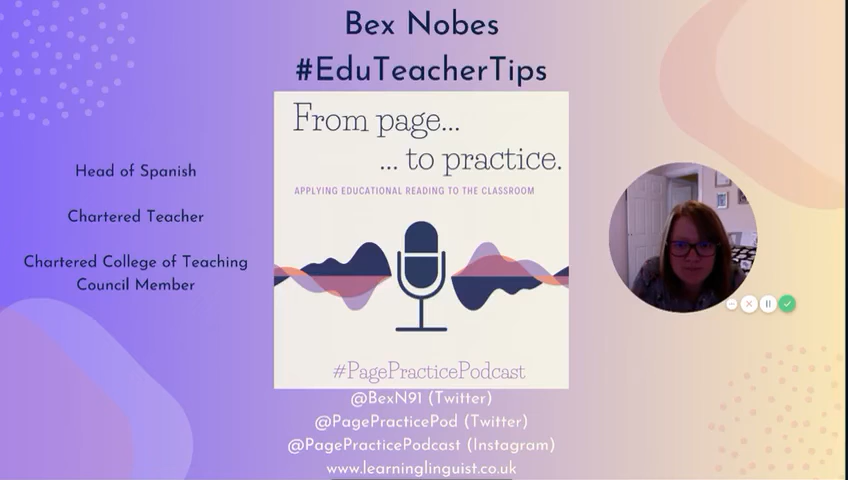 Bex Nobes
#EduTeacherTips
From page...
... to practice.
APPLYING EDUCATIONAL READING TO THE CLASSROOM
Head of Spanish
Chartered Teacher
Chartered College of Teaching
Council Member
#PagePracticePodcast
@BexN91 (Twitter)
@PagePracticePod (Twitter)
@PagePracticePodcast (Instagram)
www.learninglinguist.co.uk